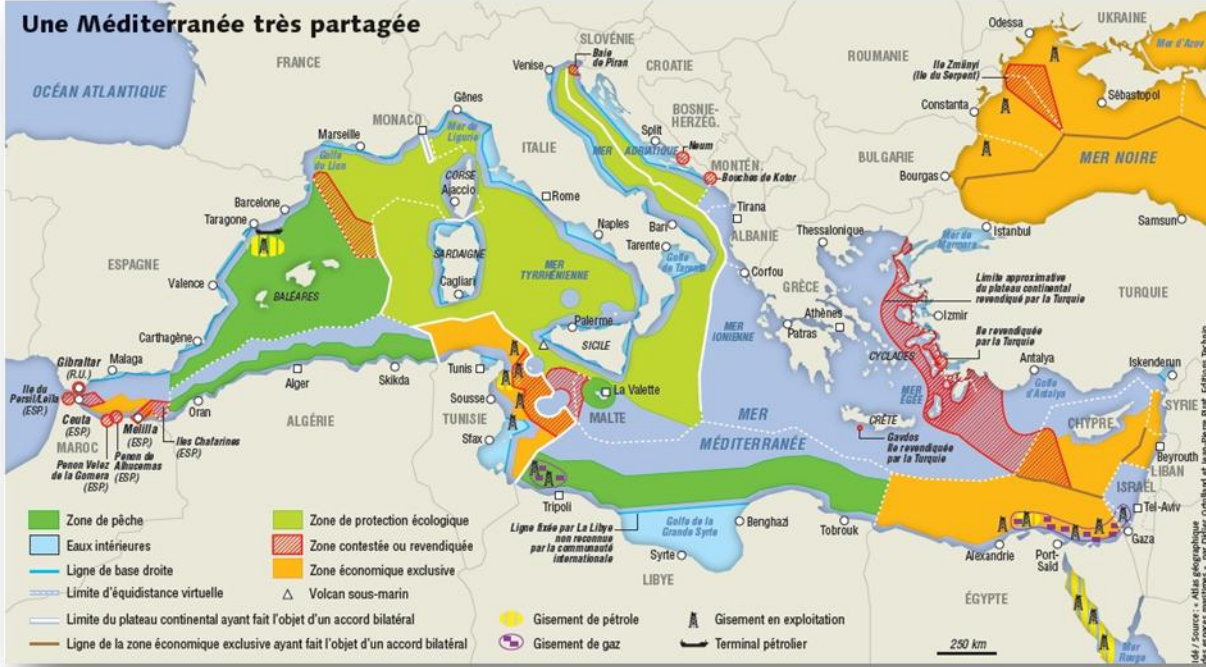 Une Méditerranée très partagée
OCÉAN ATLANTIQUE
FRANCE
SLOVÉNIE
Baie
de Piran
CROATIE
Venise
BOSNIE-
HERZÉG.
ROUMANIE
UKRAINE
Odessa
Mer d'Azov
Ile Zmiinyi
(Ile du Serpent)
Sébastopol
Constanta
MER NOIRE
BULGARIE
Bourgas
Samsun
Istanbul
Mer de
Marmara
Gênes
MONACO
Mer de
Ligurie
Marseille
Golfe
du Lion
ITALIE
Split
MER
ADRIATIQUE
Neum
MONTÉN.
Bouches de Kotor
CORSE
Ajaccio
Rome
Barcelone
Taragone
Tirana
ALBANIE
Thessalonique
Naples
Bari
Tarente
Golfe
de Tarente
SARDAIGNE
Cagliari
MER
TYRRHÉNIENNE
ESPAGNE
Valence
BALÉARES
Corfou
GRÈCE
Limite approximative
du plateau continental
revendiqué par la Turquie
TURQUIE
Izmir
Athènes
Patras
MER
IONIENNE
Palerme
SICILE
Carthagène
CYCLADES
Ile revendiquée
par la Turquie
Antalya
Iskenderun
Golfe
d'Antalya
Gibraltar
(R.U.)
Malaga
Ile du
Persil/Leïla
(ESP.)
Ceuta
(ESP.)
Melilla
(ESP.)
MAROC
Penon Velez
de la Gomera
(ESP.)
Penon de
Alhucemas
(ESP.)
Iles Chafarines
(ESP.)
Oran
Alger
ALGÉRIE
Skikda
Tunis
Sousse
TUNISIE
Sfax
La Valette
MALTE
MER
MÉDITERRANÉE
MER
EGÉE
CRÈTE
Gavdos
Ile revendiquée
par la Turquie
CHYPRE
SYRIE
Beyrouth
LIBAN
ISRAËL
Tel-Aviv
Gaza
Tripoli
Ligne fixée par La Libye
non reconnue
par la communauté
internationale
Golfe de la
Grande Syrte
Benghazi
Syrte
LIBYE
Tobrouk
Alexandrie
Port-
Saïd
ÉGYPTE
Mer
Rouge
Zone de pêche
Eaux intérieures
Ligne de base droite
Limite d'équidistance virtuelle
Limite du plateau continental ayant fait l'objet d'un accord bilatéral
Ligne de la zone économique exclusive ayant fait l'objet d'un accord bilatéral
Zone de protection écologique
Zone contestée ou revendiquée
Zone économique exclusive
Volcan sous-marin
Gisement de pétrole
Gisement de gaz
Gisement en exploitation
Terminal pétrolier
250 km
Idé / Source : « Atlas géographique